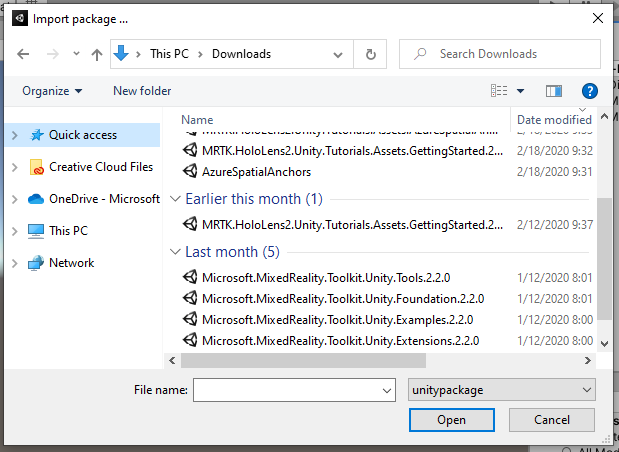 Import package ...
This PC > Downloads
Search Downloads
Organize
New folder
Name
Date modified
Quick access
Creative Cloud Files
OneDrive - Microsoft
This PC
Network
MRTK.HoloLens2.Unity.Tutorials.Assets.GettingStarted.2... 2/18/2020 9:32
AzureSpatialAnchors 2/18/2020 9:31
Earlier this month (1)
MRTK.HoloLens2.Unity.Tutorials.Assets.GettingStarted.2... 2/12/2020 9:37
Last month (5)
Microsoft.MixedReality.Toolkit.Unity.Tools.2.2.0 1/12/2020 8:01
Microsoft.MixedReality.Toolkit.Unity.Foundation.2.2.0 1/12/2020 8:01
Microsoft.MixedReality.Toolkit.Unity.Examples.2.2.0 1/12/2020 8:00
Microsoft.MixedReality.Toolkit.Unity.Extensions.2.2.0 1/12/2020 8:00
File name:
unitypackage
Open
Cancel